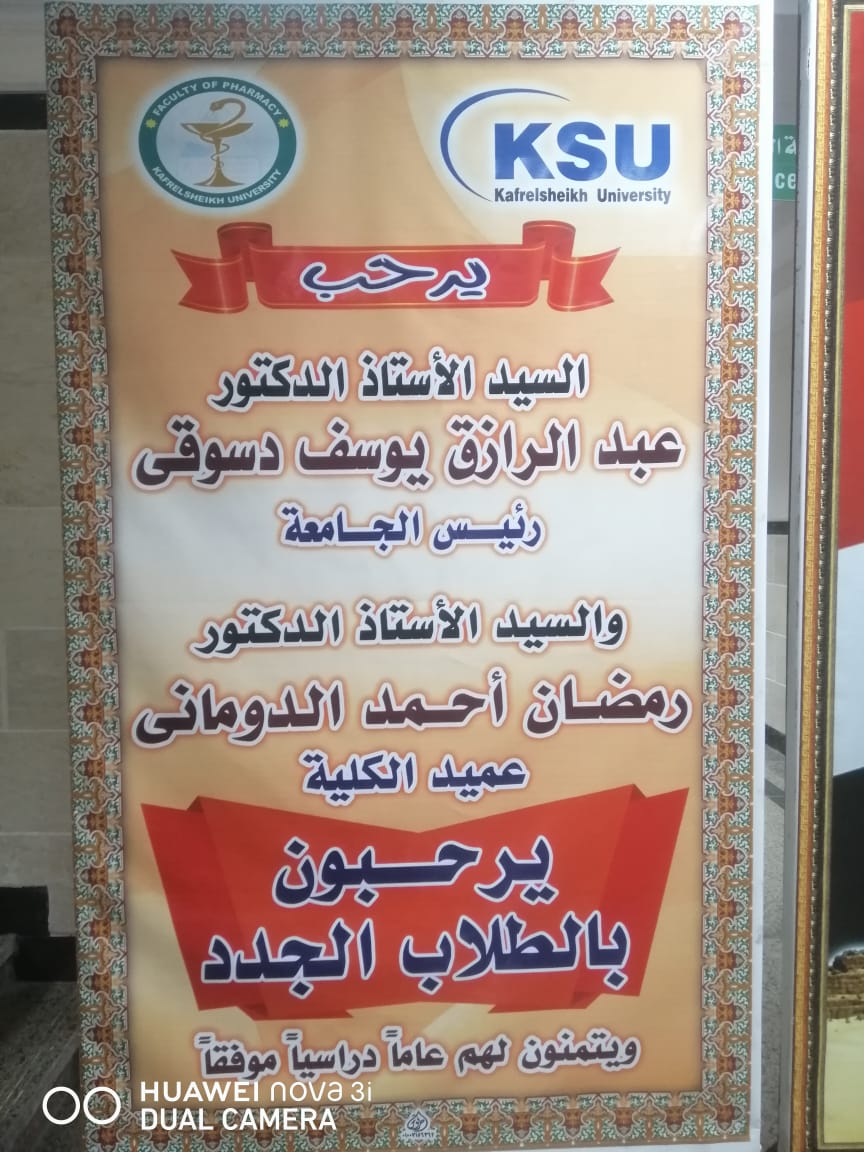 FACULTY OF PHARMACY
KAFRELSHEIKH UNIVERSITY
KSU
Kafrelsheikh University
يرحب
السيد الأستاذ الدكتور
عبد الرازق يوسف دسوقى
رئيس الجامعة
والسيد الأستاذ الدكتور
رمضان أحمد الدومانى
عميد الكلية
يرحبون
بالطلاب الجدد
ويتمنون لهم عاماً دراسياً موفقاً
HUAWEI nova 3i
DUAL CAMERA